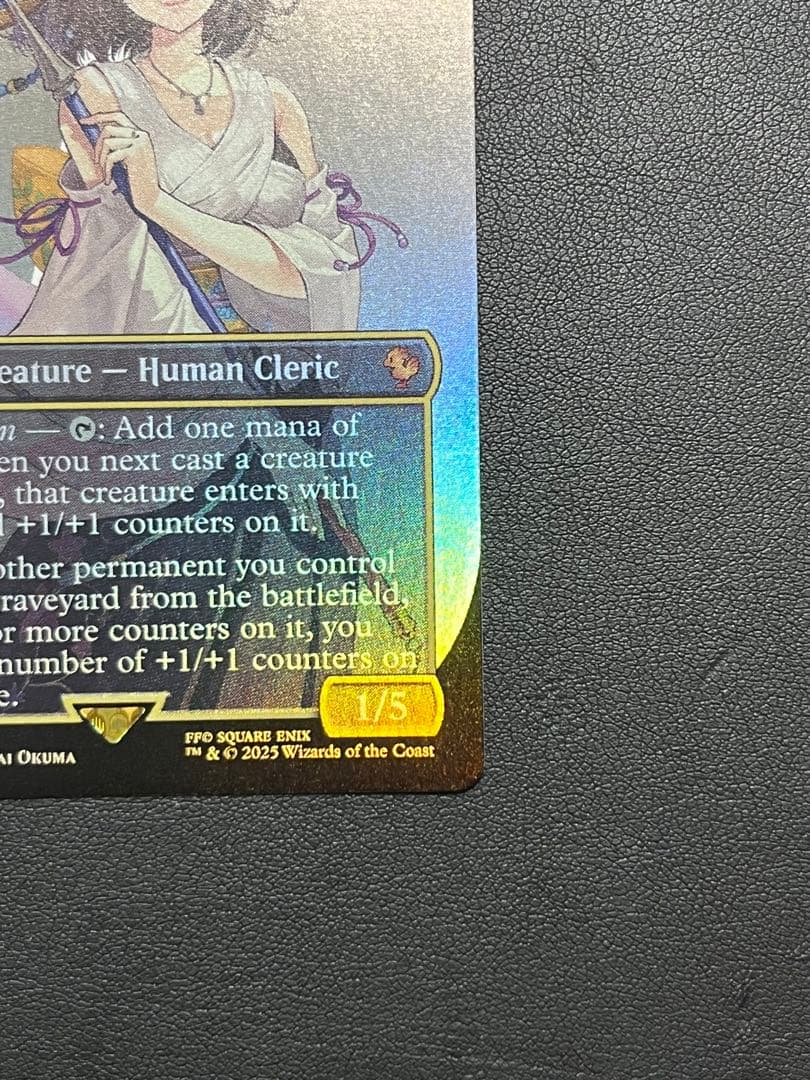 eature — Human Cleric
n — : Add one mana of
en you next cast a creature
, that creature enters with
l +1/+1 counters on it.
other permanent you control
raveyard from the battlefield,
or more counters on it, you
number of +1/+1 counters on
e.
1/5
FF© SQUARE ENIX
AI OKUMA
™ & © 2025 Wizards of the Coast